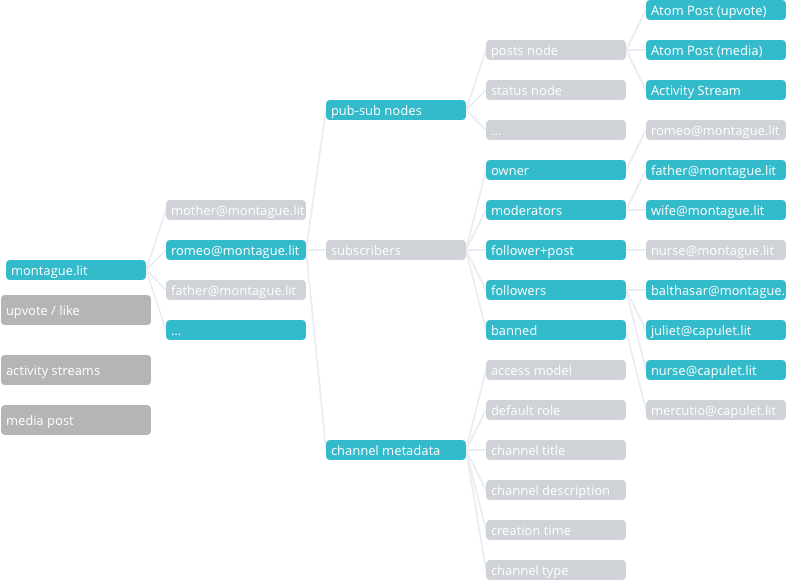 montague.lit
upvote / like
activity streams
media post
mother@montague.lit
romeo@montague.lit
father@montague.lit
...
pub-sub nodes
subscribers
channel metadata
posts node
status node
...
owner
moderators
follower+post
followers
banned
access model
default role
channel title
channel description
creation time
channel type
Atom Post (upvote)
Atom Post (media)
Activity Stream
romeo@montague.lit
father@montague.lit
wife@montague.lit
nurse@montague.lit
balthasar@montague.
juliet@capulet.lit
nurse@capulet.lit
mercutio@capulet.lit